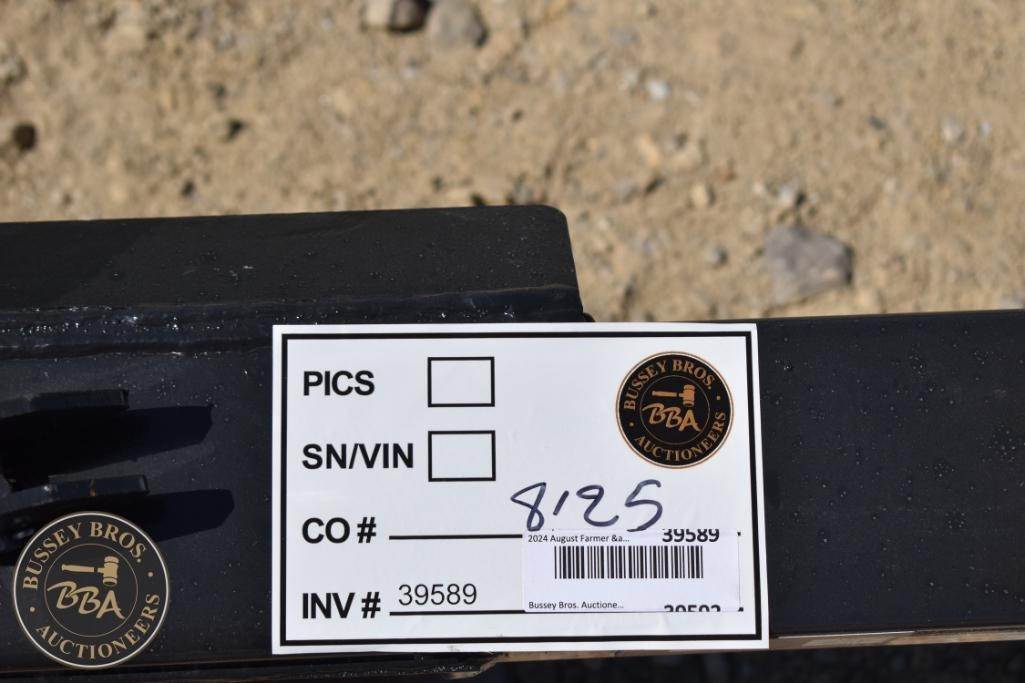 PICS
SN/VIN
BUSSEY BROS.
BBA
AUCTIONEERS
8125
CO #
2024 August Farmer &a... 39589
INV # 39589
Bussey Bros. Auctione...
BUSSEY BROS.
BBA
AUCTIONEERS